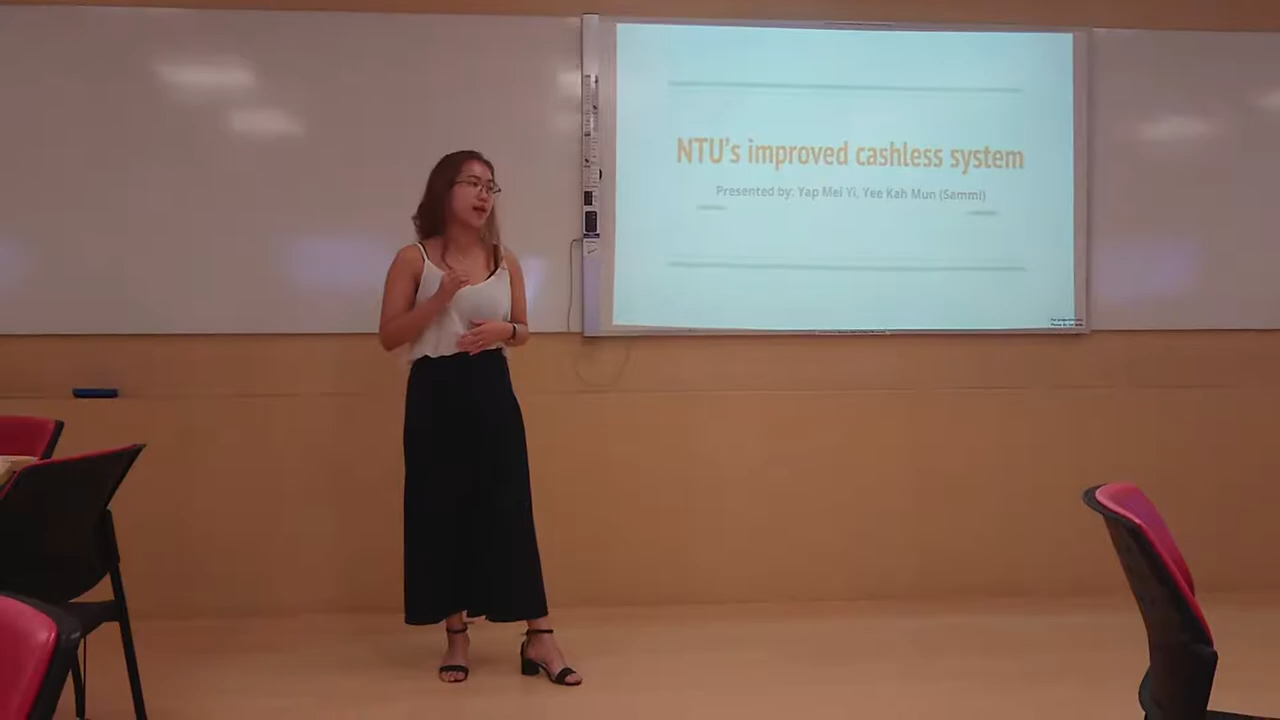 NTU's improved cashless system
Presented by: Yap Mei Yi, Yee Kah Mun (Sammi)